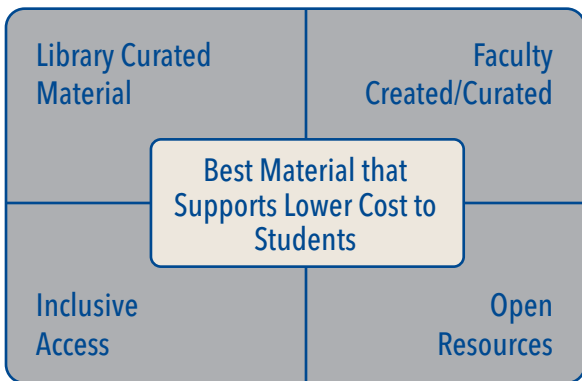 Library Curated
Material
Faculty
Created/Curated
Best Material that
Supports Lower Cost to
Students
Inclusive
Access
Open
Resources